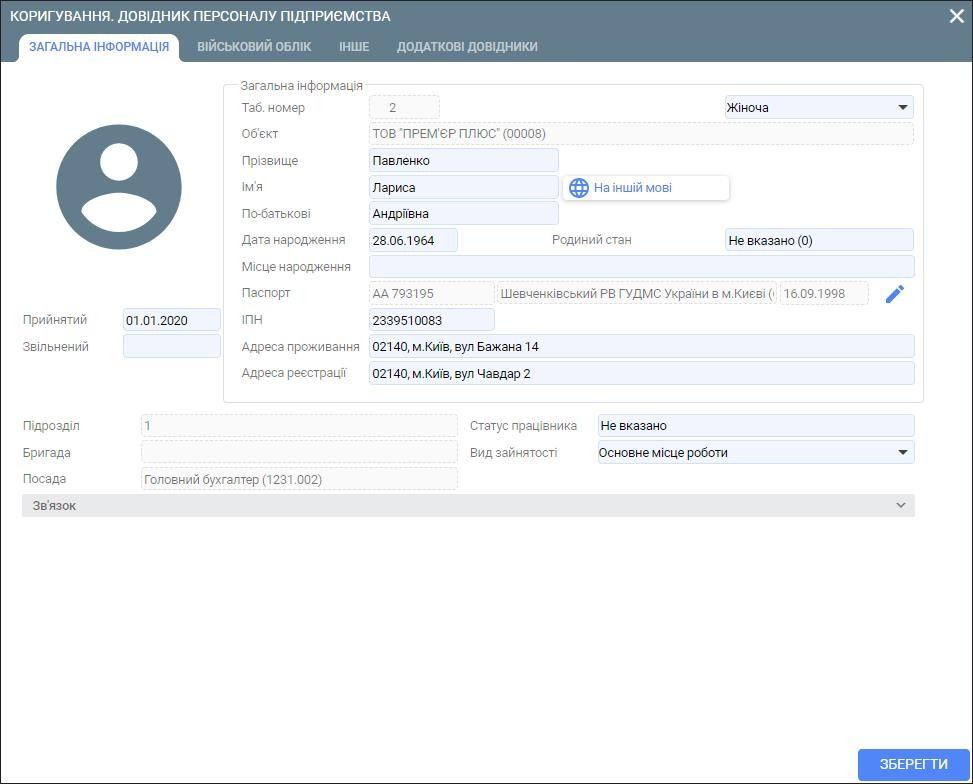 КОРИГУВАННЯ. ДОВІДНИК ПЕРСОНАЛУ ПІДПРИЄМСТВА
ЗАГАЛЬНА ІНФОРМАЦІЯ ВІЙСЬКОВИЙ ОБЛІК ІНШЕ ДОДАТКОВІ ДОВІДНИКИ
Загальна інформація
Таб. номер 2 Жіноча
Об'єкт ТОВ "ПРЕМ'ЄР ПЛЮС" (00008)
Прізвище Павленко
Ім'я Лариса На іншій мові
По-батькові Андріївна
Дата народження 28.06.1964 Родиний стан Не вказано (0)
Місце народження
Паспорт АА 793195 Шевченківський РВ ГУДМС України в м.Києві ( 16.09.1998
Прийнятий 01.01.2020 ІПН 2339510083
Звільнений Адреса проживання 02140, м.Київ, вул Бажана 14
Адреса реєстрації 02140, м.Київ, вул Чавдар 2
Підрозділ 1 Статус працівника Не вказано
Бригада Вид зайнятості Основне місце роботи
Посада Головний бухгалтер (1231.002)
Зв'язок
ЗБЕРЕГТИ